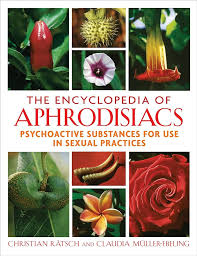 THE ENCYCLOPEDIA OF
APHRODISIACS
PSYCHOACTIVE SUBSTANCES FOR USE
IN SEXUAL PRACTICES
CHRISTIAN RÄTSCH AND CLAUDIA MÜLLER-EBELING